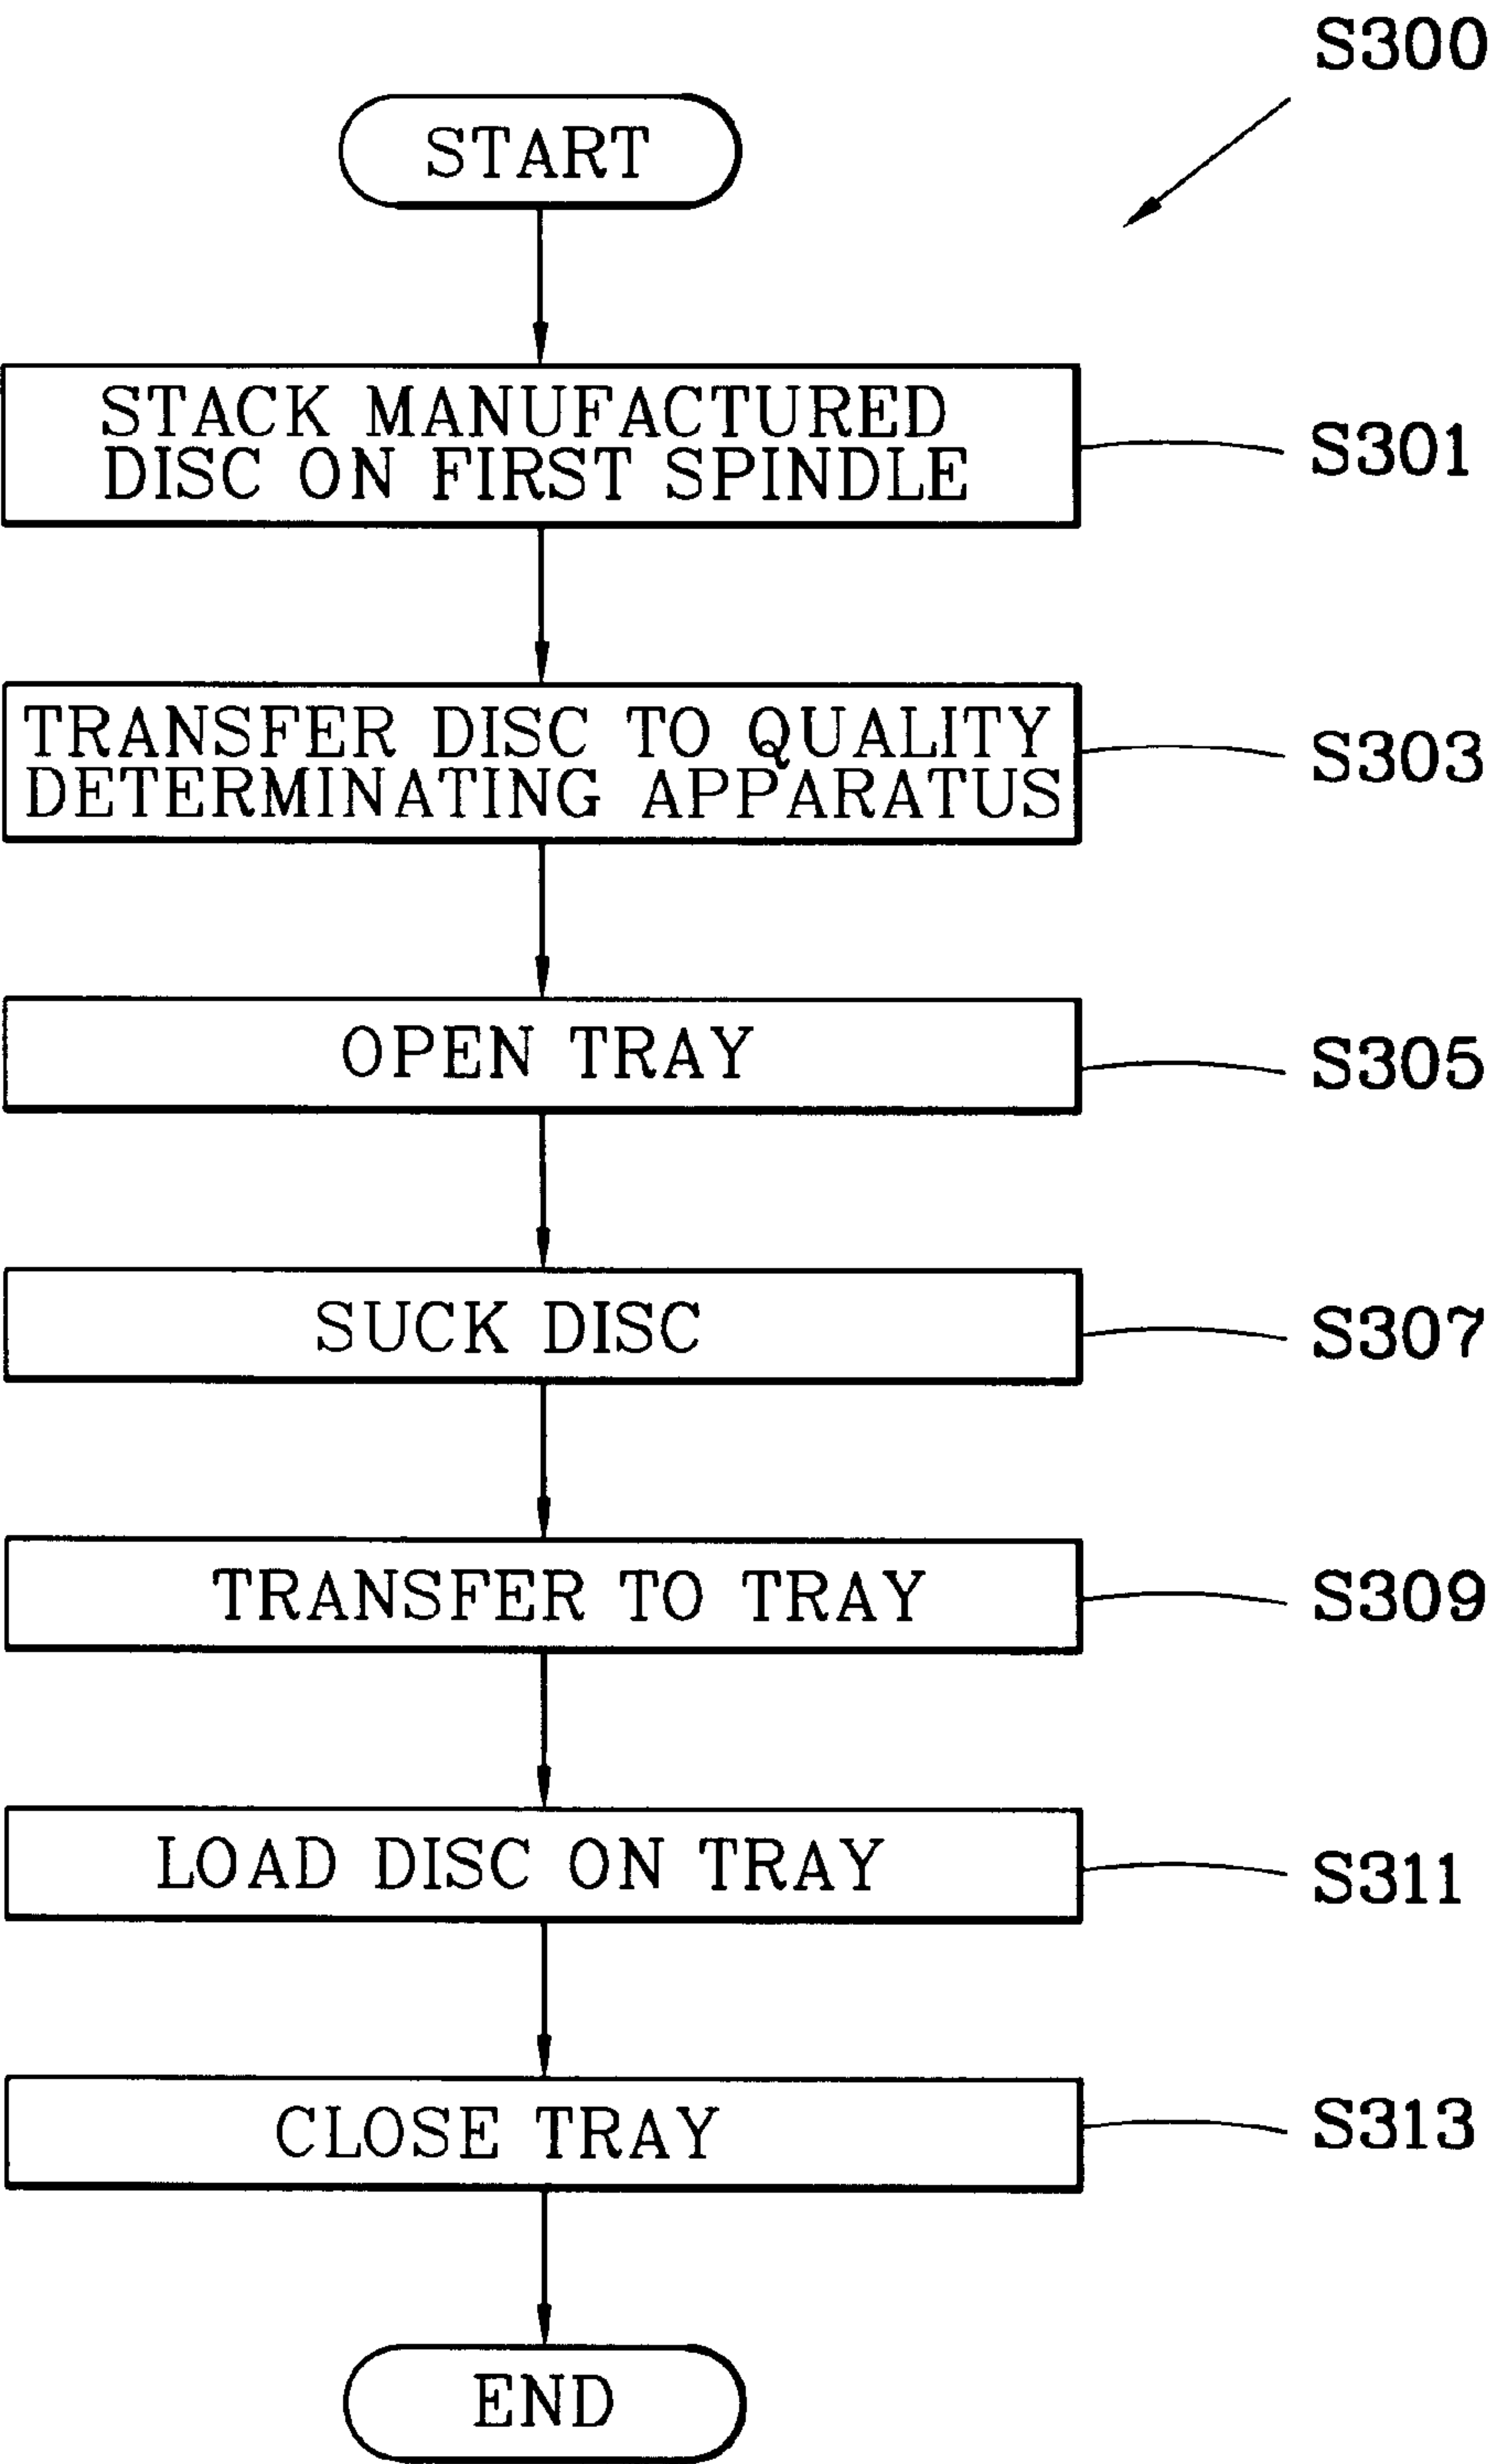 S300
START
STACK MANUFACTURED
DISC ON FIRST SPINDLE
S301
TRANSFER DISC TO QUALITY
DETERMINATING APPARATUS
S303
OPEN TRAY
S305
SUCK DISC
S307
TRANSFER TO TRAY
S309
LOAD DISC ON TRAY
S311
CLOSE TRAY
S313
END